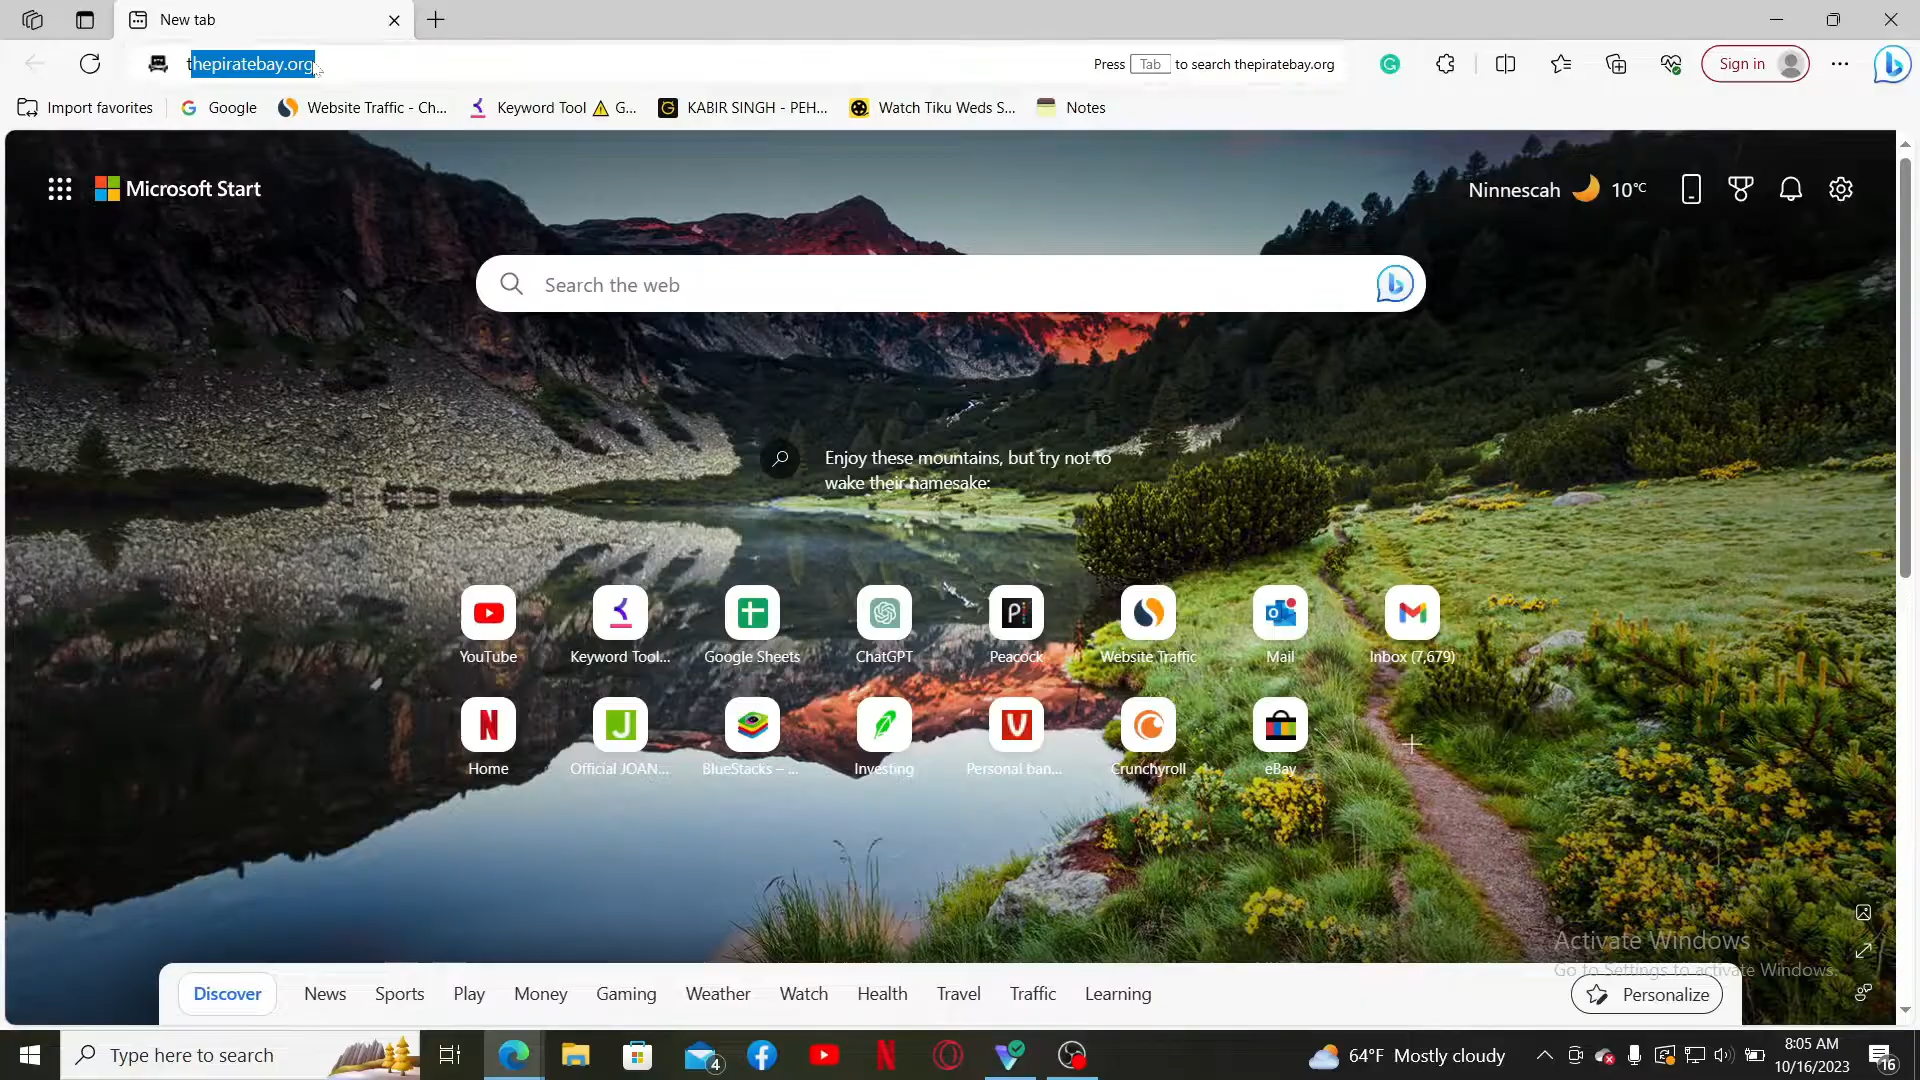 New tab
thepiratebay.org
Press Tab to search thepiratebay.org
Sign in
Import favorites
Google
Website Traffic - Ch...
Keyword Tool ⚠ G...
KABIR SINGH - PEH...
Watch Tiku Weds S...
Notes
Microsoft Start
Ninnescah 10°C
Search the web
Enjoy these mountains, but try not to
wake their namesake:
YouTube
Keyword Tool...
Google Sheets
ChatGPT
Peacock
Website Traffic
Mail
Inbox (7,679)
Home
Official JOAN...
BlueStacks – ...
Investing
Personal ban...
Crunchyroll
eBay
Activate Windows
Go to Settings to activate Windows.
Discover
News
Sports
Play
Money
Gaming
Weather
Watch
Health
Travel
Traffic
Learning
Personalize
Type here to search
4
64°F Mostly cloudy
8:05 AM
10/16/2023
16